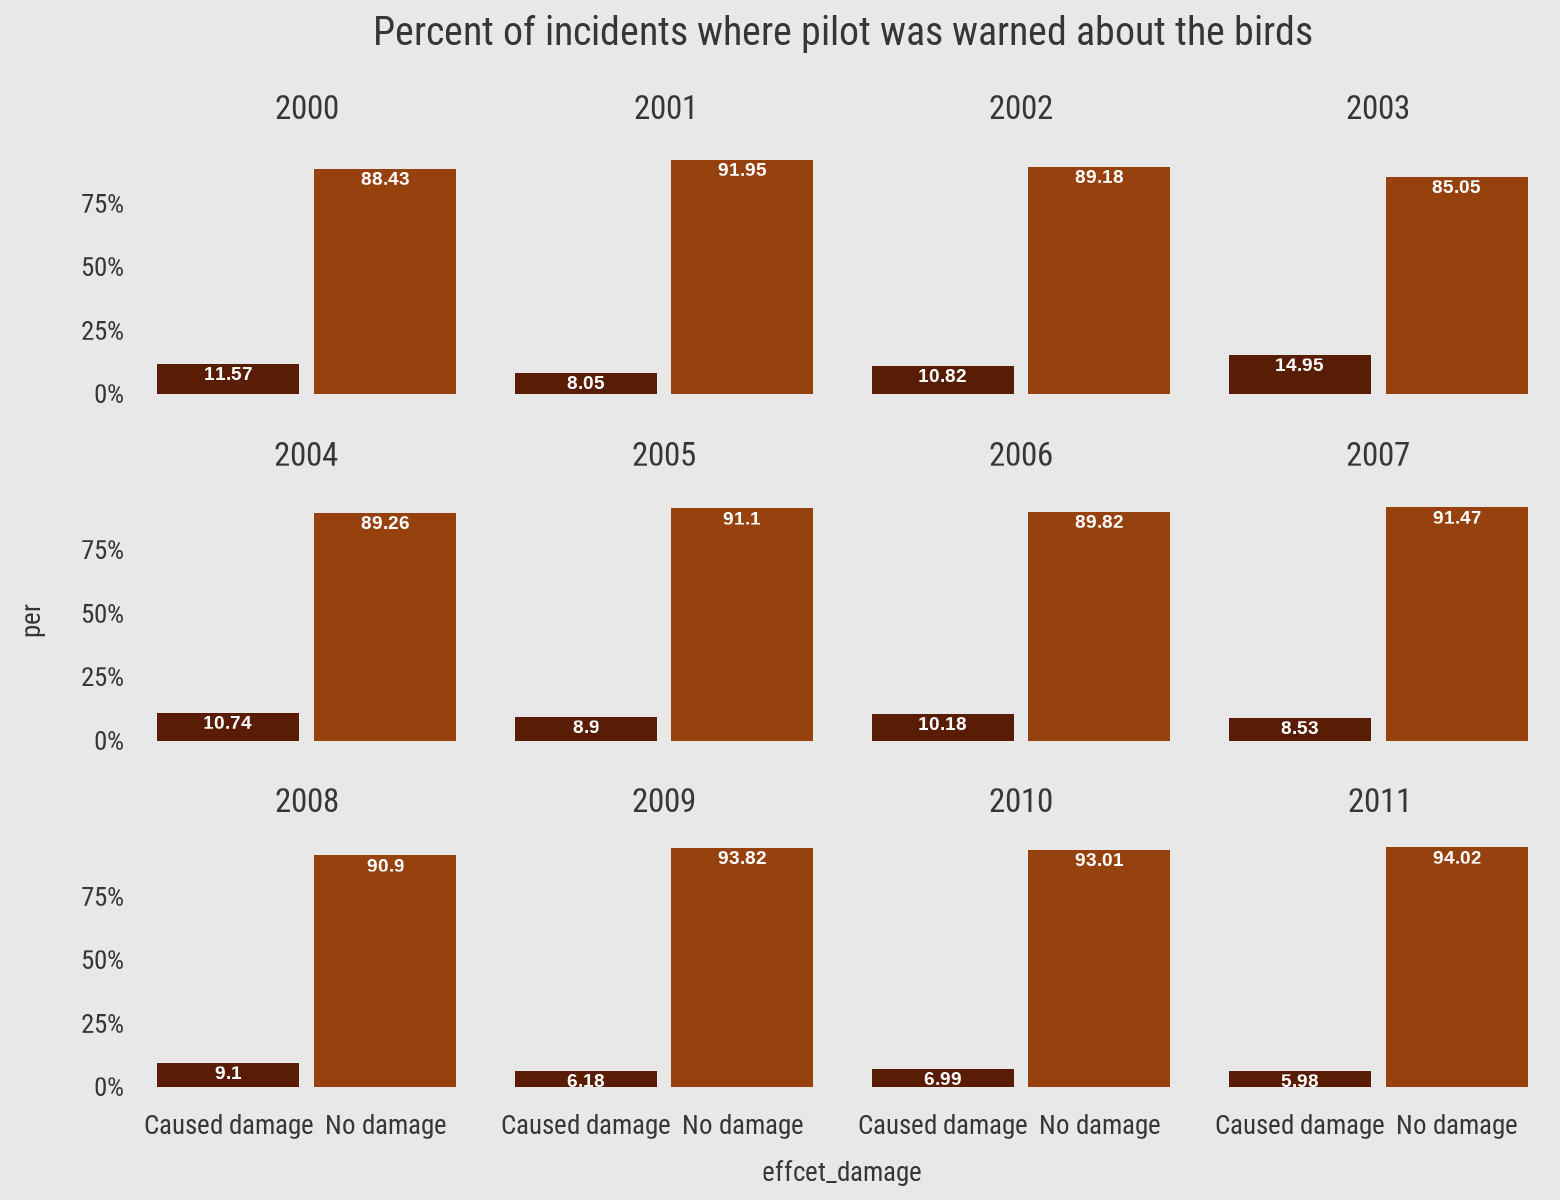 Percent of incidents where pilot was warned about the birds
2000 2001 2002 2003
88.43 91.95 89.18 85.05
75%
50%
25%
11.57 8.05 10.82 14.95
0%
2004 2005 2006 2007
89.26 91.1 89.82 91.47
75%
50%
25%
10.74 8.9 10.18 8.53
0%
per
2008 2009 2010 2011
90.9 93.82 93.01 94.02
75%
50%
25%
9.1 6.18 6.99 5.98
0%
Caused damage No damage Caused damage No damage Caused damage No damage Caused damage No damage
effcet_damage